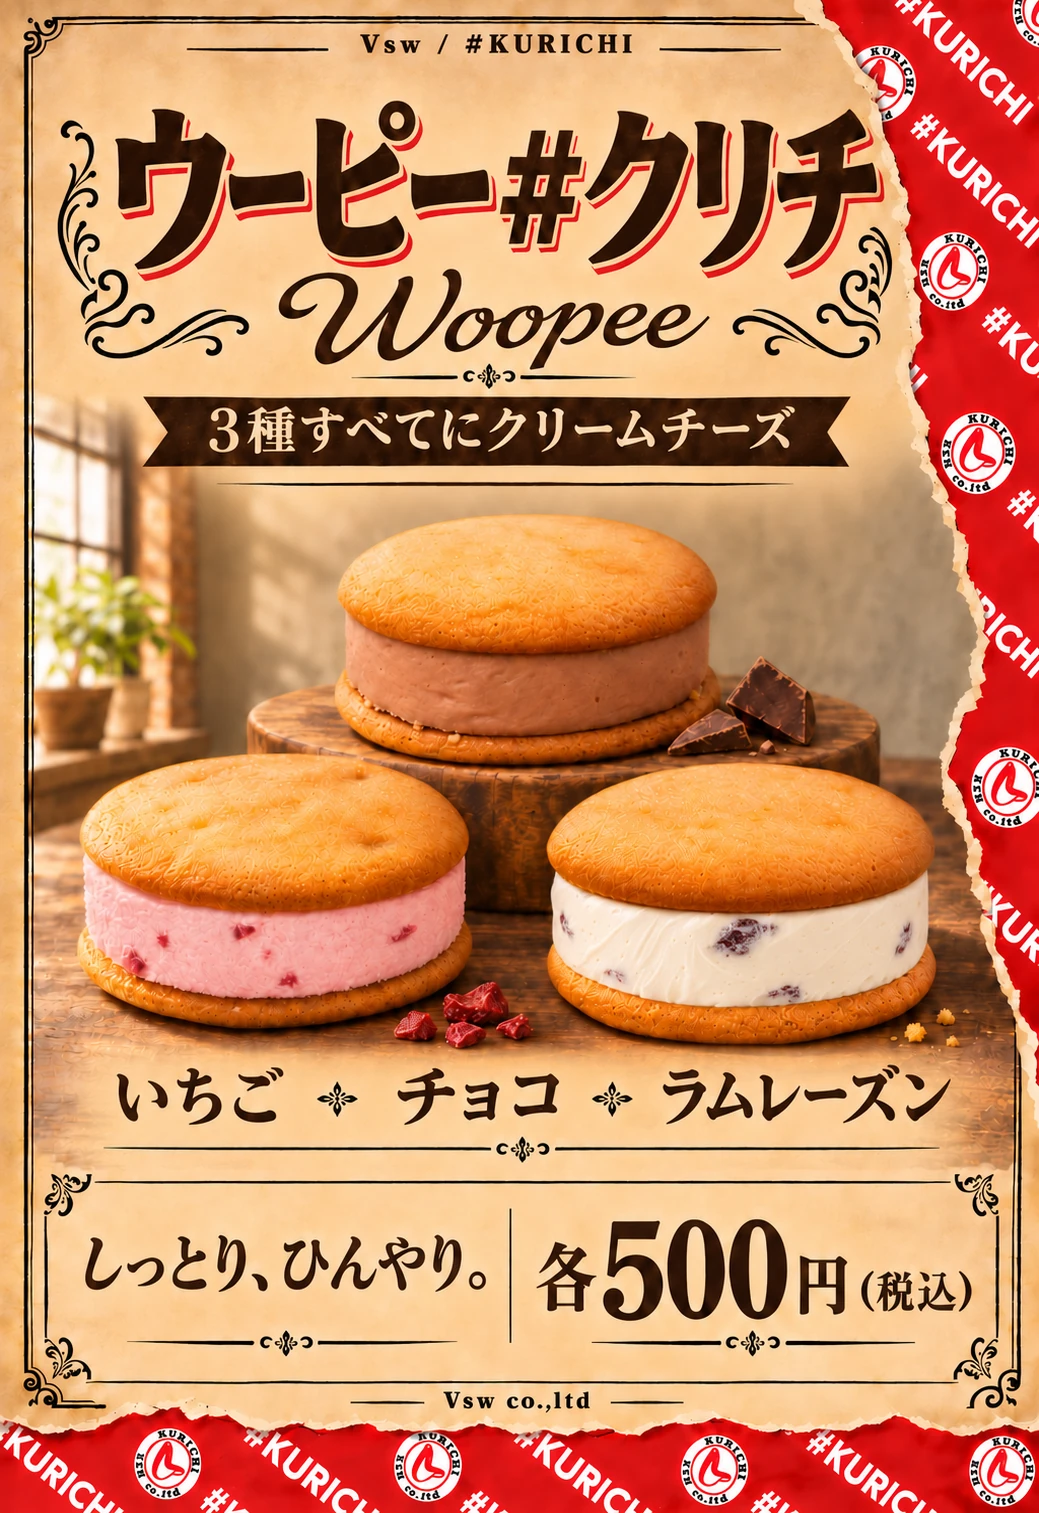 Vsw / #KURICHI
ウーピー#クリチ
Woopee
3種すべてにクリームチーズ
いちご チョコ ラムレーズン
しっとり、ひんやり。
各500円(税込)
Vsw co.,ltd
#KURICHI
#KURICHI
KURICHI
co.ltd